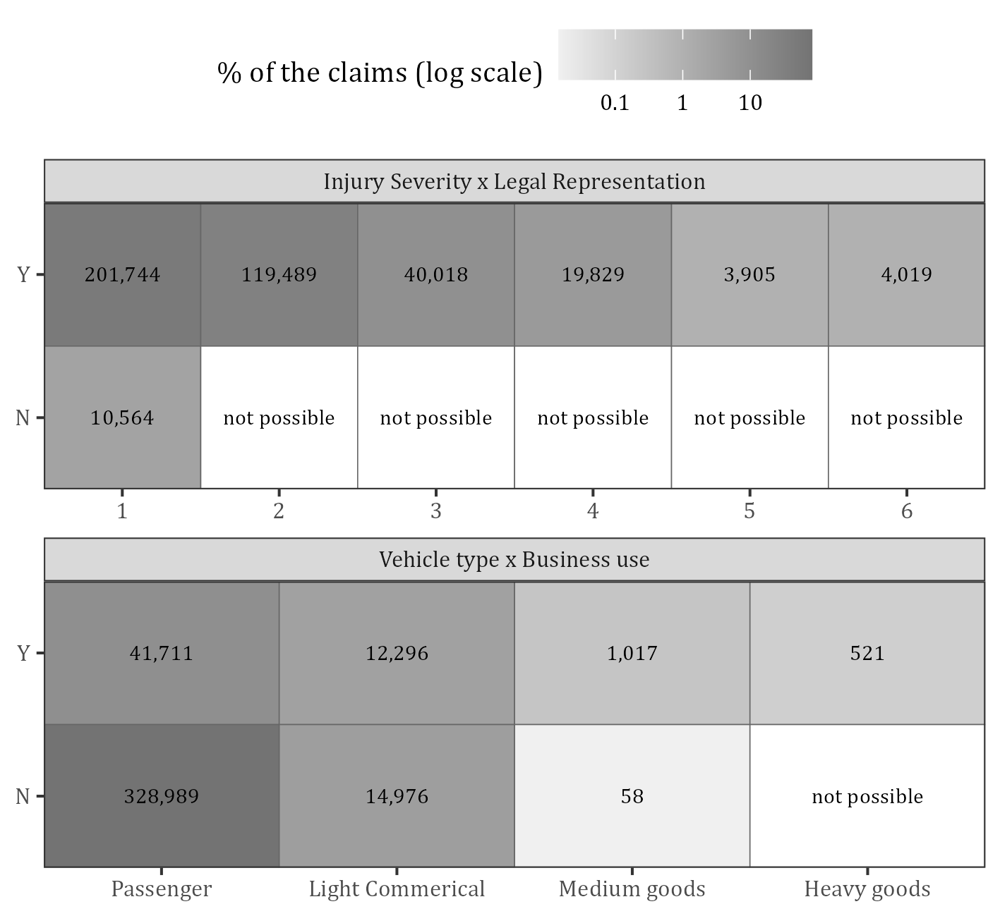 % of the claims (log scale)
0.1 1 10
Injury Severity x Legal Representation
Y 201,744 119,489 40,018 19,829 3,905 4,019
N 10,564 not possible not possible not possible not possible not possible
1 2 3 4 5 6
Vehicle type x Business use
Y 41,711 12,296 1,017 521
N 328,989 14,976 58 not possible
Passenger Light Commerical Medium goods Heavy goods